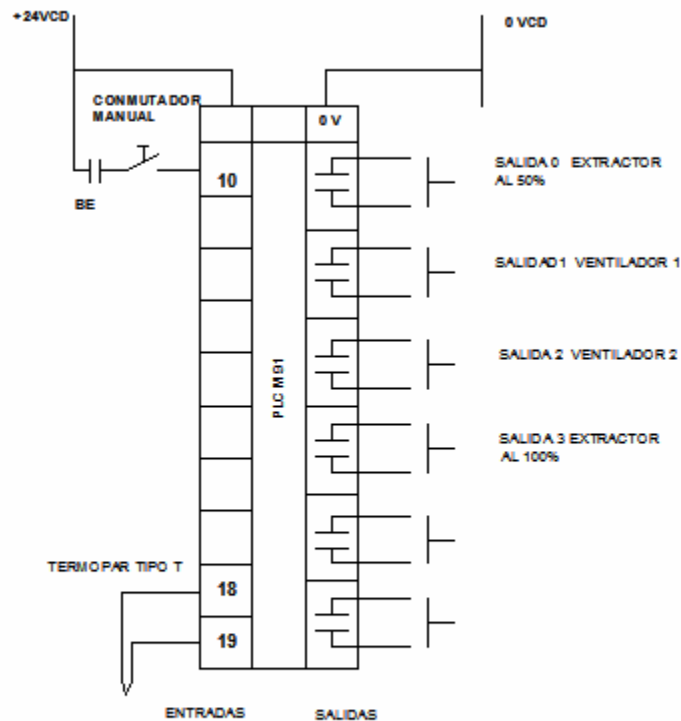 +24VCD
0 VCD
CONMUTADOR
MANUAL
0 V
10
BE
SALIDA 0 EXTRACTOR
AL 50%
SALIDAD1 VENTILADOR 1
SALIDA 2 VENTILADOR 2
PLC M91
SALIDA 3 EXTRACTOR
AL 100%
TERMOPAR TIPO T
18
19
ENTRADAS
SALIDAS